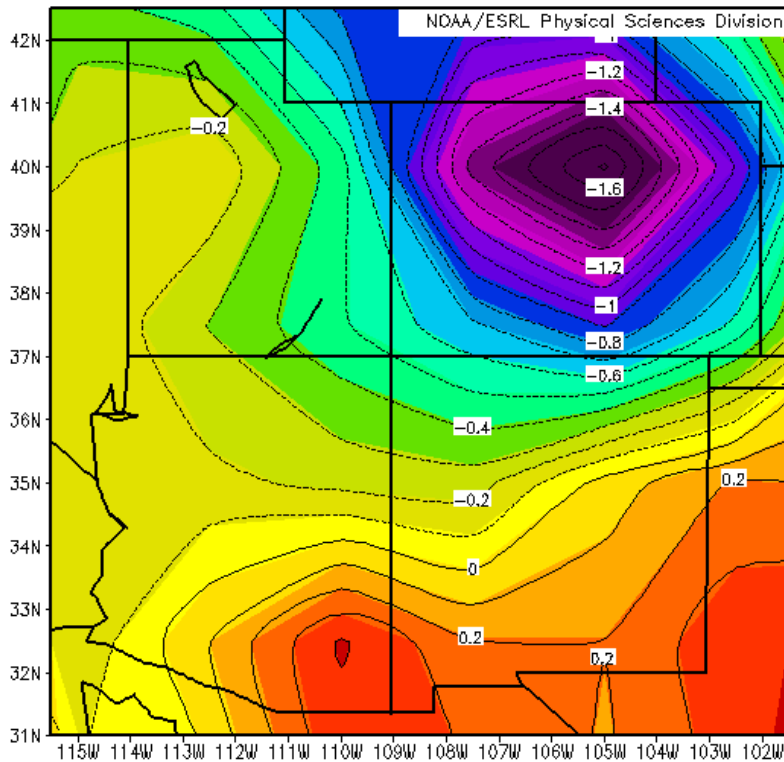 NOAA/ESRL Physical Sciences Division
42N
-1.2
41N
-1.4
-0.2
40N
-1.6
39N
-1.2
38N
-1
37N
-0.8
-0.6
36N
-0.4
35N
-0.2
0.2
34N
0
33N
0.2
0.2
32N
31N
115W 114W 113W 112W 111W 110W 109W 108W 107W 106W 105W 104W 103W 102W